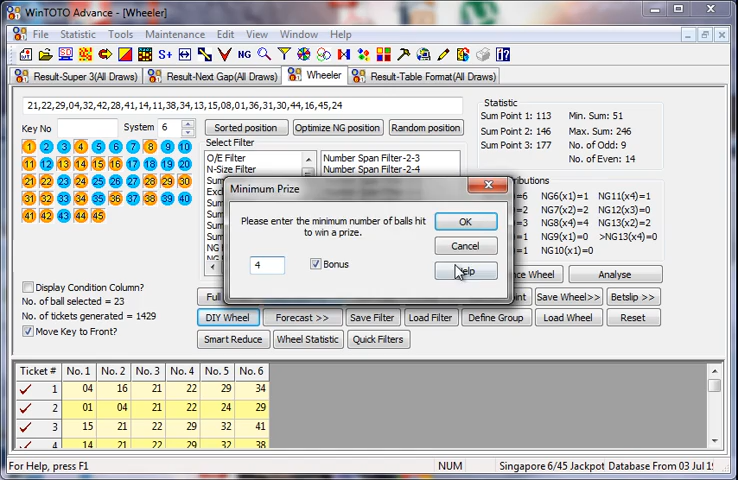 WinTOTO Advance - [Wheeler]
File Statistic Tools Maintenance Edit View Window Help
SD S+ NG
Result-Super 3(All Draws) Result-Next Gap(All Draws) Wheeler Result-Table Format(All Draws)
21,22,29,04,32,42,28,41,14,11,38,34,13,15,08,01,36,31,30,44,16,45,24
Key No System 6
Sorted position Optimize NG position Random position
Statistic
Sum Point 1: 113 Min. Sum: 51
Sum Point 2: 146 Max. Sum: 246
Sum Point 3: 177 No. of Odd: 9
No. of Even: 14
1 2 3 4 5 6 7 8 9 10
11 12 13 14 15 16 17 18 19 20
21 22 23 24 25 26 27 28 29 30
31 32 33 34 35 36 37 38 39 40
41 42 43 44 45
Select Filter
O/E Filter
N-Size Filter
Number Span Filter-2-3
Number Span Filter-2-4
NG6(x1)=1 NG11(x4)=1
NG7(x2)=1 NG12(x3)=0
NG8(x4)=4 NG13(x2)=0
NG9(x1)=0 >NG13(x4)=0
NG10(x1)=0
Minimum Prize
Please enter the minimum number of balls hit
to win a prize.
4
Bonus
OK
Cancel
Help
Display Condition Column?
No. of ball selected = 23
No. of tickets generated = 1429
Move Key to Front?
Wheel Analyse
Save Wheel>> Betslip >>
DIY Wheel Forecast >> Save Filter Load Filter Define Group Load Wheel Reset
Smart Reduce Wheel Statistic Quick Filters
Ticket # No. 1 No. 2 No. 3 No. 4 No. 5 No. 6
1 04 16 21 22 29 34
2 01 04 21 22 24 29
3 15 21 22 29 32 41
4 14 21 22 29 32 38
For Help, press F1 NUM Singapore 6/45 Jackpot Database From 03 Jul